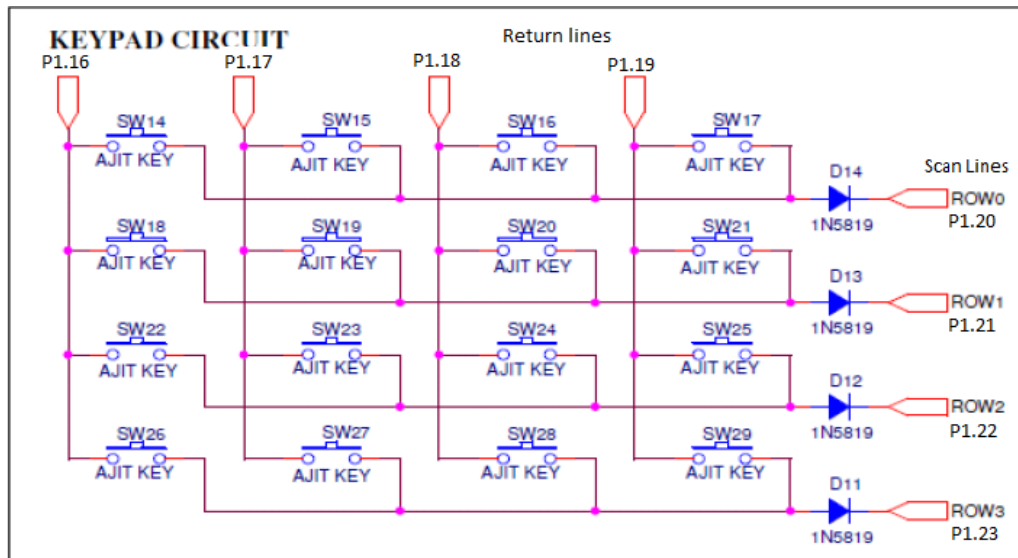 KEYPAD CIRCUIT
Return lines
P1.16
P1.17
P1.18
P1.19
SW14
SW15
SW16
SW17
AJIT KEY
AJIT KEY
AJIT KEY
AJIT KEY
D14
Scan Lines
ROW0
1N5819
P1.20
SW18
SW19
SW20
SW21
AJIT KEY
AJIT KEY
AJIT KEY
AJIT KEY
D13
ROW1
1N5819
P1.21
SW22
SW23
SW24
SW25
AJIT KEY
AJIT KEY
AJIT KEY
AJIT KEY
D12
ROW2
1N5819
P1.22
SW26
SW27
SW28
SW29
AJIT KEY
AJIT KEY
AJIT KEY
AJIT KEY
D11
ROW3
1N5819
P1.23